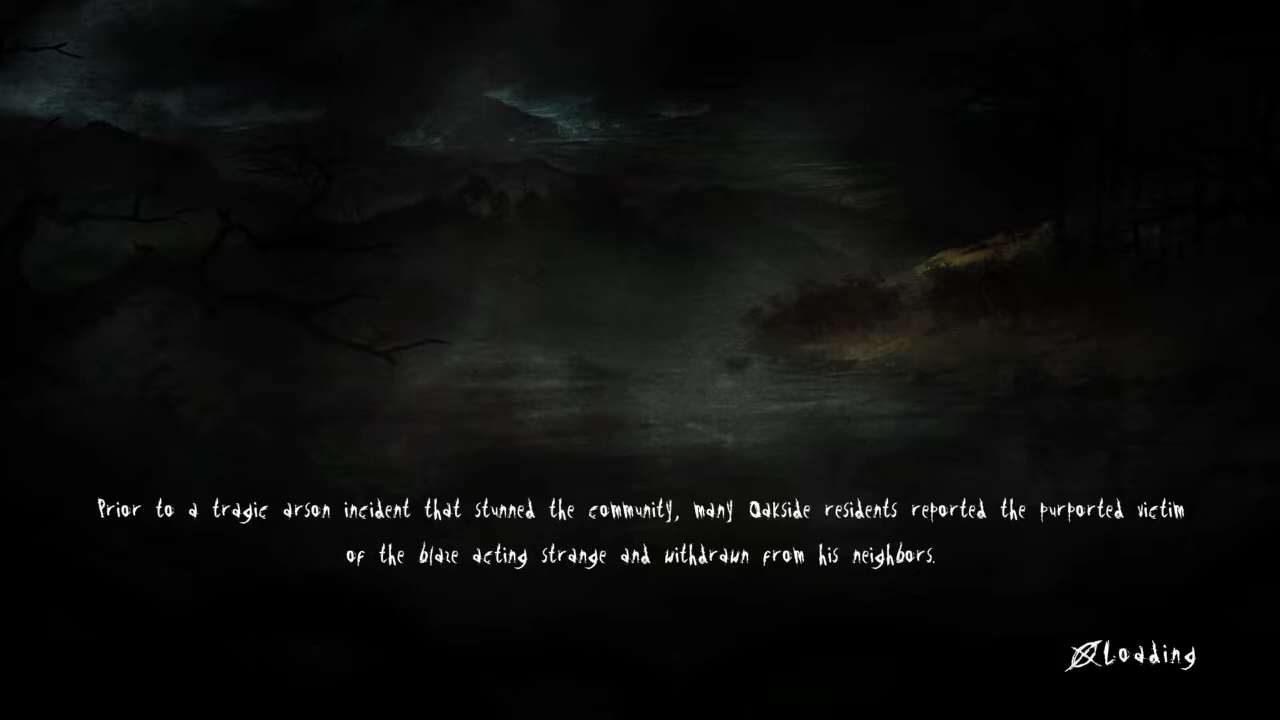 Prior to a tragic arson incident that stunned the community, many Oakside residents reported the purported victim
of the blaze acting strange and withdrawn from his neighbors.
Loading